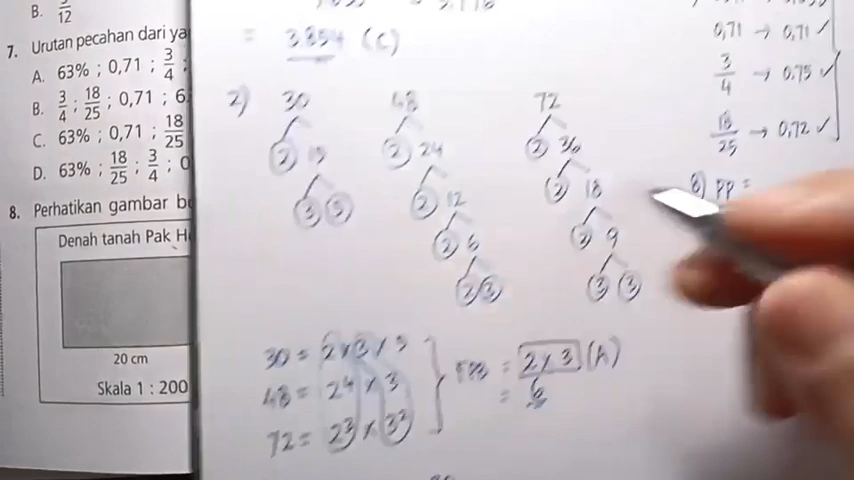 B. 3/12
7. Urutan pecahan dari ya
A. 63% ; 0,71 ; 3/4 ;
B. 3/4 ; 18/25 ; 0,71 ; 6
C. 63% ; 0,71 ; 18/25
D. 63% ; 18/25 ; 3/4 ; 0
8. Perhatikan gambar be
Denah tanah Pak H
20 cm
Skala 1 : 200
= 3.854 (C)
2) 30 48 72
2 15 2 24 2 36
3 5 2 12 2 18
2 6 2 9
2 3 3 3
30 = 2 x 3 x 5
48 = 2⁴ x 3
72 = 2³ x 3²
FPB = 2 x 3 (A)
= 6
0,71 → 0,71 ✓
3/4 → 0,75 ✓
18/25 → 0,72 ✓
8) pp =